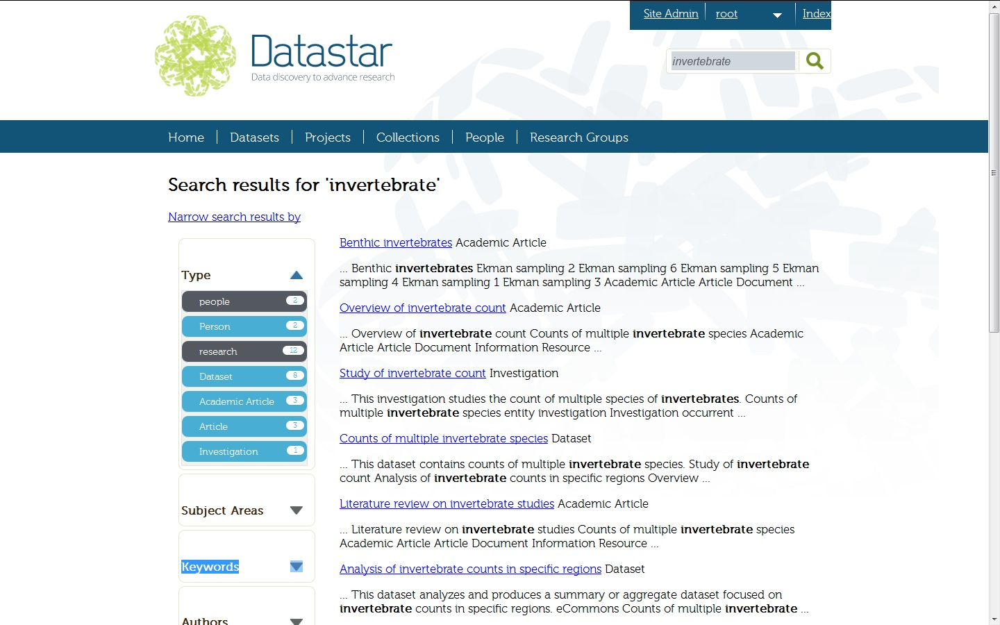 Site Admin root Index
Datastar
Data discovery to advance research
invertebrate
Home Datasets Projects Collections People Research Groups
Search results for 'invertebrate'
Narrow search results by
Type
people 2
Person 2
research 12
Dataset 8
Academic Article 3
Article 3
Investigation 1
Subject Areas
Keywords
Authors
Benthic invertebrates Academic Article
... Benthic invertebrates Ekman sampling 2 Ekman sampling 6 Ekman sampling 5 Ekman
sampling 4 Ekman sampling 1 Ekman sampling 3 Academic Article Article Document ...
Overview of invertebrate count Academic Article
... Overview of invertebrate count Counts of multiple invertebrate species Academic
Article Article Document Information Resource ...
Study of invertebrate count Investigation
... This investigation studies the count of multiple species of invertebrates. Counts of
multiple invertebrate species entity investigation Investigation occurrent ...
Counts of multiple invertebrate species Dataset
... This dataset contains counts of multiple invertebrate species. Study of invertebrate
count Analysis of invertebrate counts in specific regions Overview ...
Literature review on invertebrate studies Academic Article
... Literature review on invertebrate studies Counts of multiple invertebrate species
Academic Article Article Document Information Resource ...
Analysis of invertebrate counts in specific regions Dataset
... This dataset analyzes and produces a summary or aggregate dataset focused on
invertebrate counts in specific regions. eCommons Counts of multiple invertebrate ...